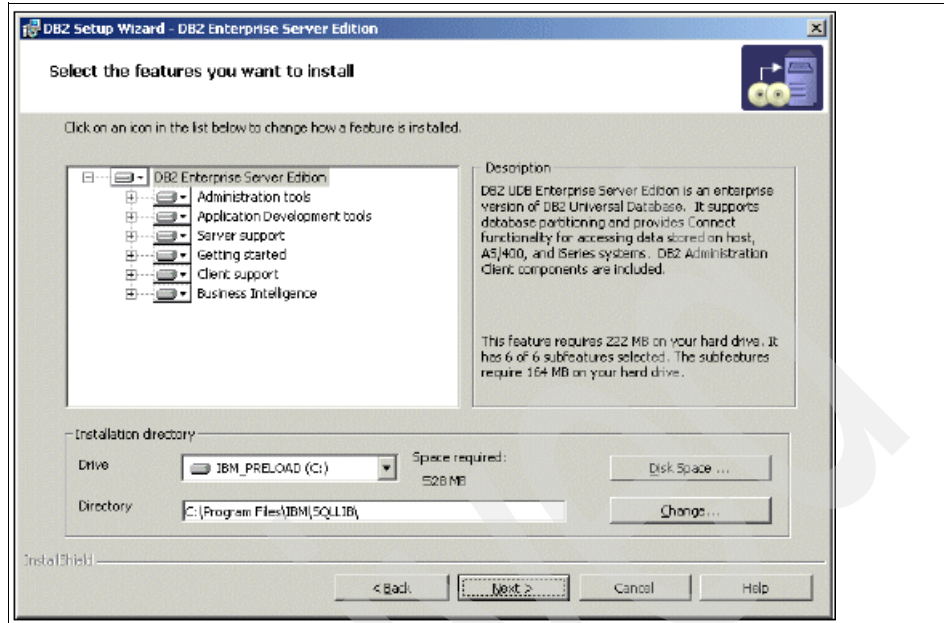 DB2 Setup Wizard - DB2 Enterprise Server Edition
Select the features you want to install
Click on an icon in the list below to change how a feature is installed.
DB2 Enterprise Server Edition
Administration tools
Application Development tools
Server support
Getting started
Client support
Business Intelligence
Description
DB2 UDB Enterprise Server Edition is an enterprise
version of DB2 Universal Database. It supports
database partitioning and provides Connect
functionality for accessing data stored on host,
AS/400, and iSeries systems. DB2 Administration
Client components are included.
This feature requires 222 MB on your hard drive. It
has 6 of 6 subfeatures selected. The subfeatures
require 164 MB on your hard drive.
Installation directory
Drive
IBM_PRELOAD (C:)
Space required:
528 MB
Disk Space ...
Directory
C:\Program Files\IBM\SQLLIB\
Change...
InstallShield
< Back
Next >
Cancel
Help